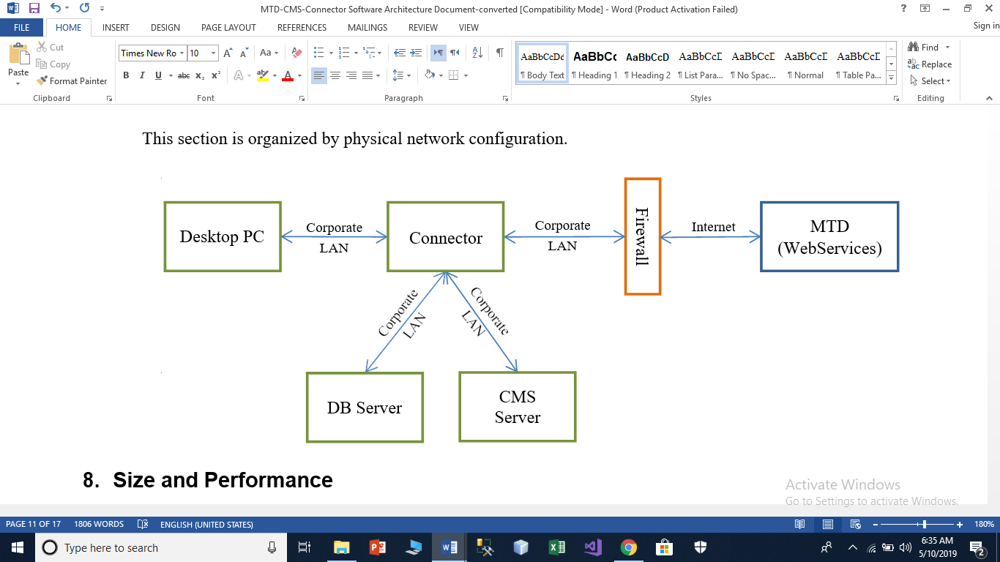 MTD-CMS-Connector Software Architecture Document-converted [Compatibility Mode] - Word (Product Activation Failed)
?
FILE HOME INSERT DESIGN PAGE LAYOUT REFERENCES MAILINGS REVIEW VIEW Sign in
Paste
Cut
Copy
Format Painter
Clipboard
Times New Ro 10
Aa
B I U abc x₂ x²
A ab A
Font
Paragraph
AaBbCcDd AaBbCc AaBbCcD AaBbCcD AaBbCcD AaBbCcD AaBbCcD
¶ Body Text ¶ Heading 1 ¶ Heading 2 ¶ List Para... ¶ No Spac... ¶ Normal ¶ Table Pa...
Styles
Find
Replace
Select
Editing
This section is organized by physical network configuration.
Desktop PC
Corporate
LAN
Connector
Corporate
LAN
Firewall
Internet
MTD
(WebServices)
Corporate
LAN
Corporate
LAN
DB Server
CMS
Server
8. Size and Performance
Activate Windows
Go to Settings to activate Windows.
PAGE 11 OF 17 1806 WORDS ENGLISH (UNITED STATES) 180%
Type here to search
6:35 AM
5/10/2019
2